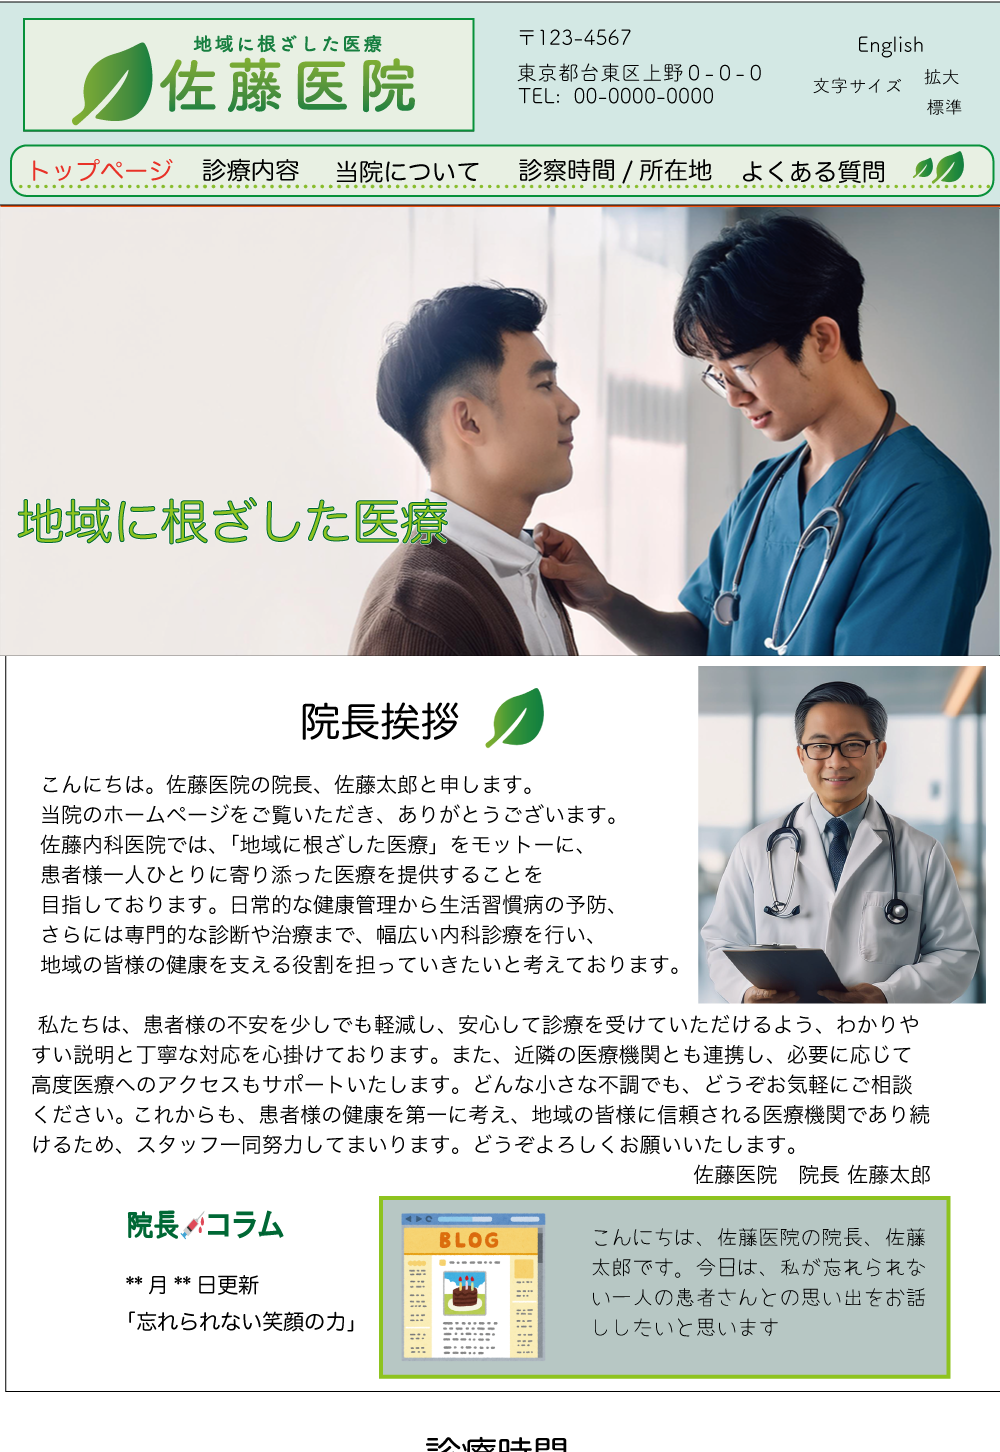 地域に根ざした医療
佐藤医院
〒123-4567
東京都台東区上野０-０-０
TEL: 00-0000-0000
English
文字サイズ
拡大
標準
トップページ
診療内容
当院について
診察時間 / 所在地
よくある質問
地域に根ざした医療
院長挨拶
こんにちは。佐藤医院の院長、佐藤太郎と申します。
当院のホームページをご覧いただき、ありがとうございます。
佐藤内科医院では、「地域に根ざした医療」をモットーに、
患者様一人ひとりに寄り添った医療を提供することを
目指しております。日常的な健康管理から生活習慣病の予防、
さらには専門的な診断や治療まで、幅広い内科診療を行い、
地域の皆様の健康を支える役割を担っていきたいと考えております。
私たちは、患者様の不安を少しでも軽減し、安心して診療を受けていただけるよう、わかりや
すい説明と丁寧な対応を心掛けております。また、近隣の医療機関とも連携し、必要に応じて
高度医療へのアクセスもサポートいたします。どんな小さな不調でも、どうぞお気軽にご相談
ください。これからも、患者様の健康を第一に考え、地域の皆様に信頼される医療機関であり続
けるため、スタッフ一同努力してまいります。どうぞよろしくお願いいたします。
佐藤医院　院長 佐藤太郎
院長コラム
** 月 ** 日更新
「忘れられない笑顔の力」
BLOG
こんにちは、佐藤医院の院長、佐藤
太郎です。今日は、私が忘れられな
い一人の患者さんとの思い出をお話
ししたいと思います
診療時間